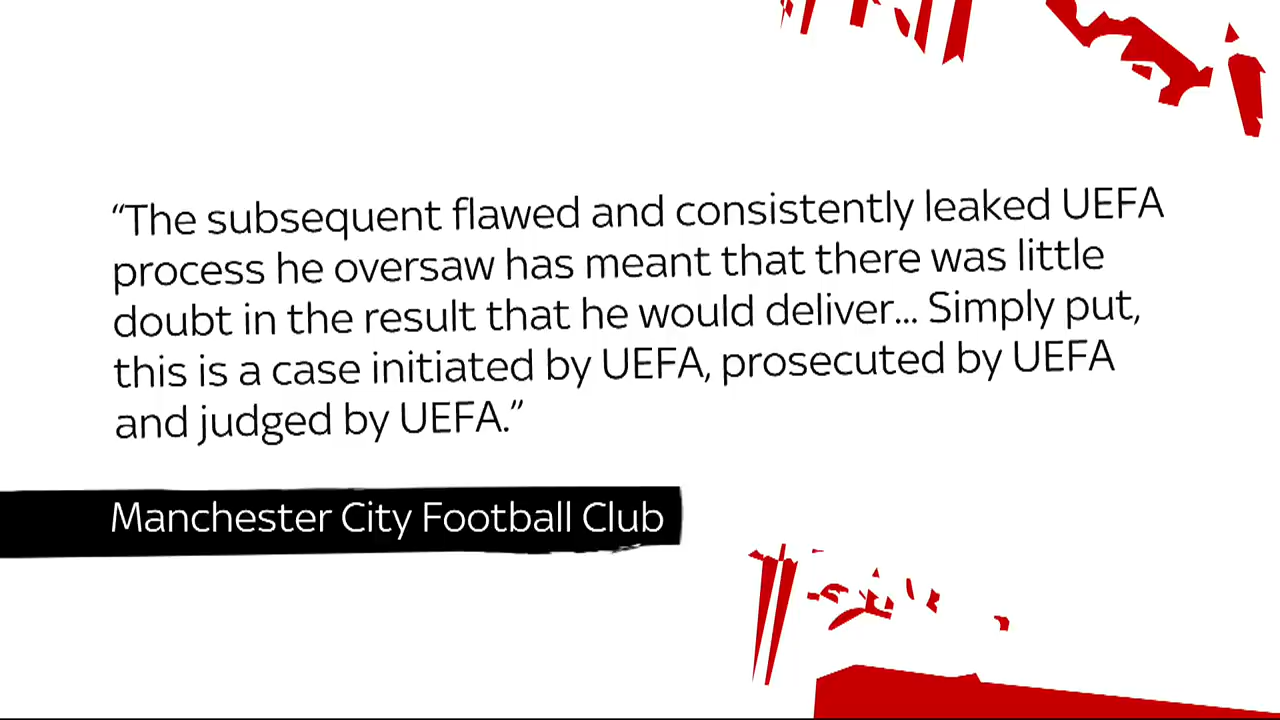 “The subsequent flawed and consistently leaked UEFA
process he oversaw has meant that there was little
doubt in the result that he would deliver... Simply put,
this is a case initiated by UEFA, prosecuted by UEFA
and judged by UEFA.”
Manchester City Football Club